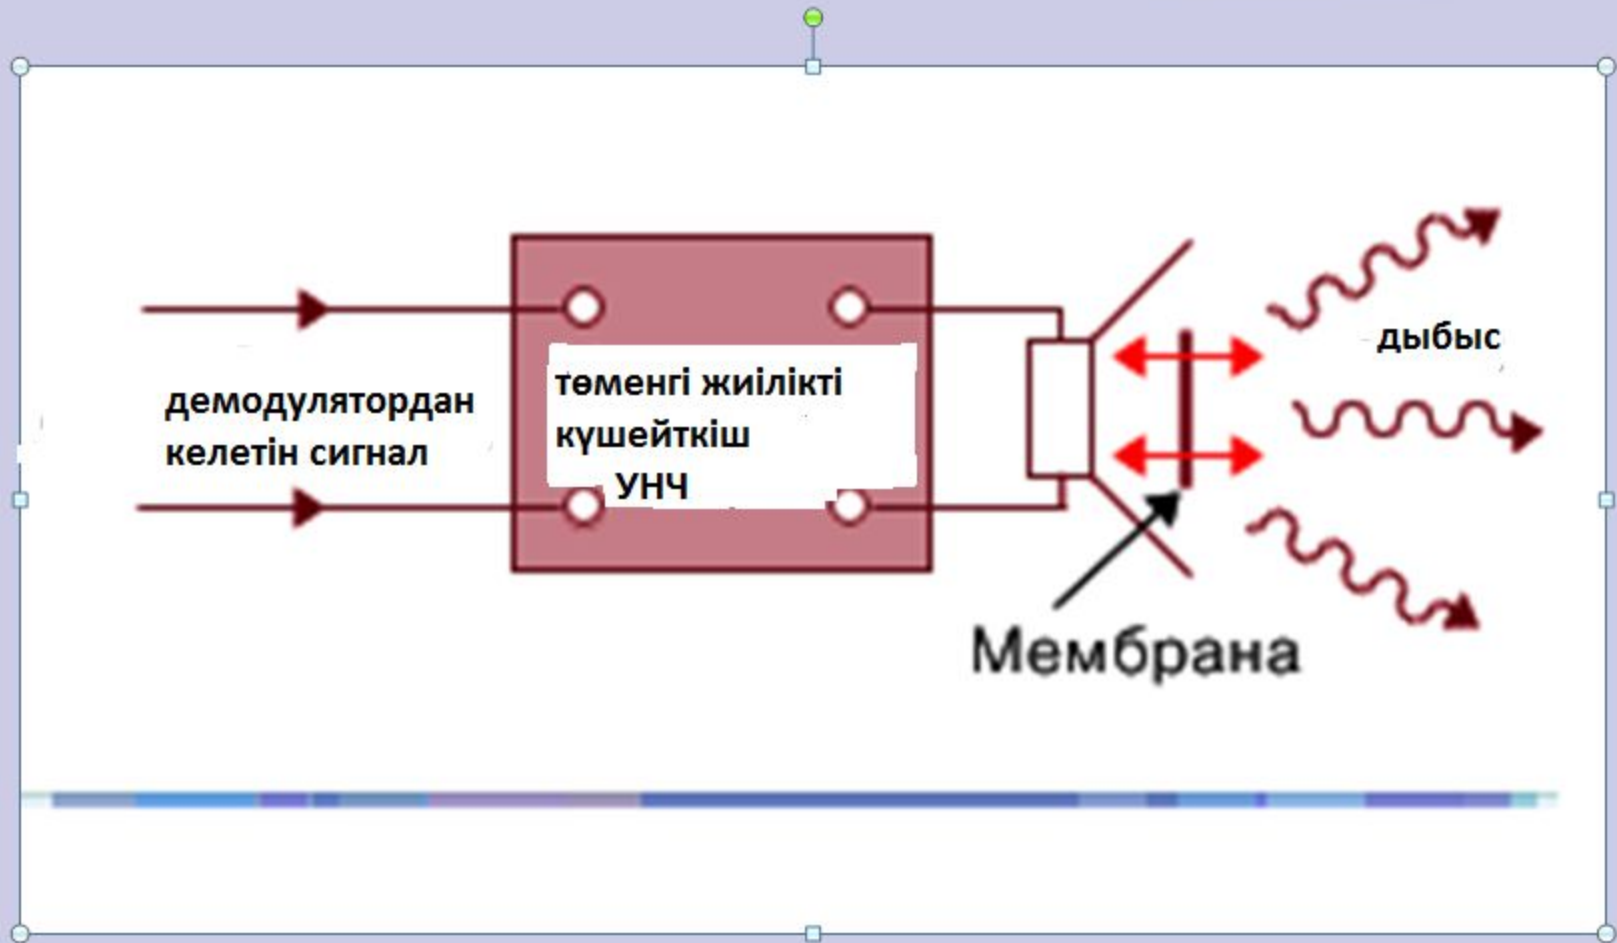 демодулятордан
келетін сигнал
төменгі жиілікті
күшейткіш
УНЧ
дыбыс
Мембрана